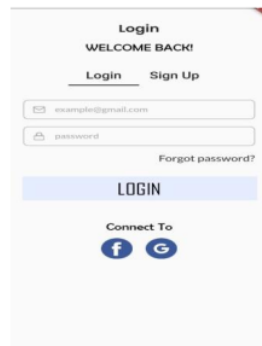 Login
WELCOME BACK!
Login Sign Up
example@gmail.com
password
Forgot password?
LOGIN
Connect To
f G